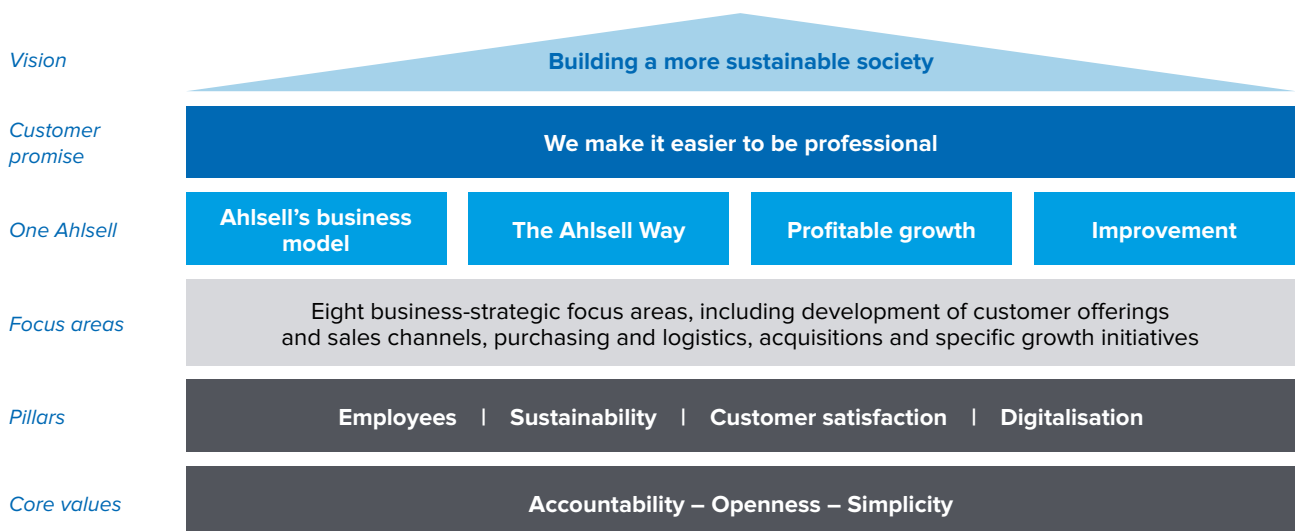 Vision
Building a more sustainable society
Customer
promise
We make it easier to be professional
One Ahlsell
Ahlsell’s business
model
The Ahlsell Way
Profitable growth
Improvement
Focus areas
Eight business-strategic focus areas, including development of customer offerings
and sales channels, purchasing and logistics, acquisitions and specific growth initiatives
Pillars
Employees | Sustainability | Customer satisfaction | Digitalisation
Core values
Accountability – Openness – Simplicity